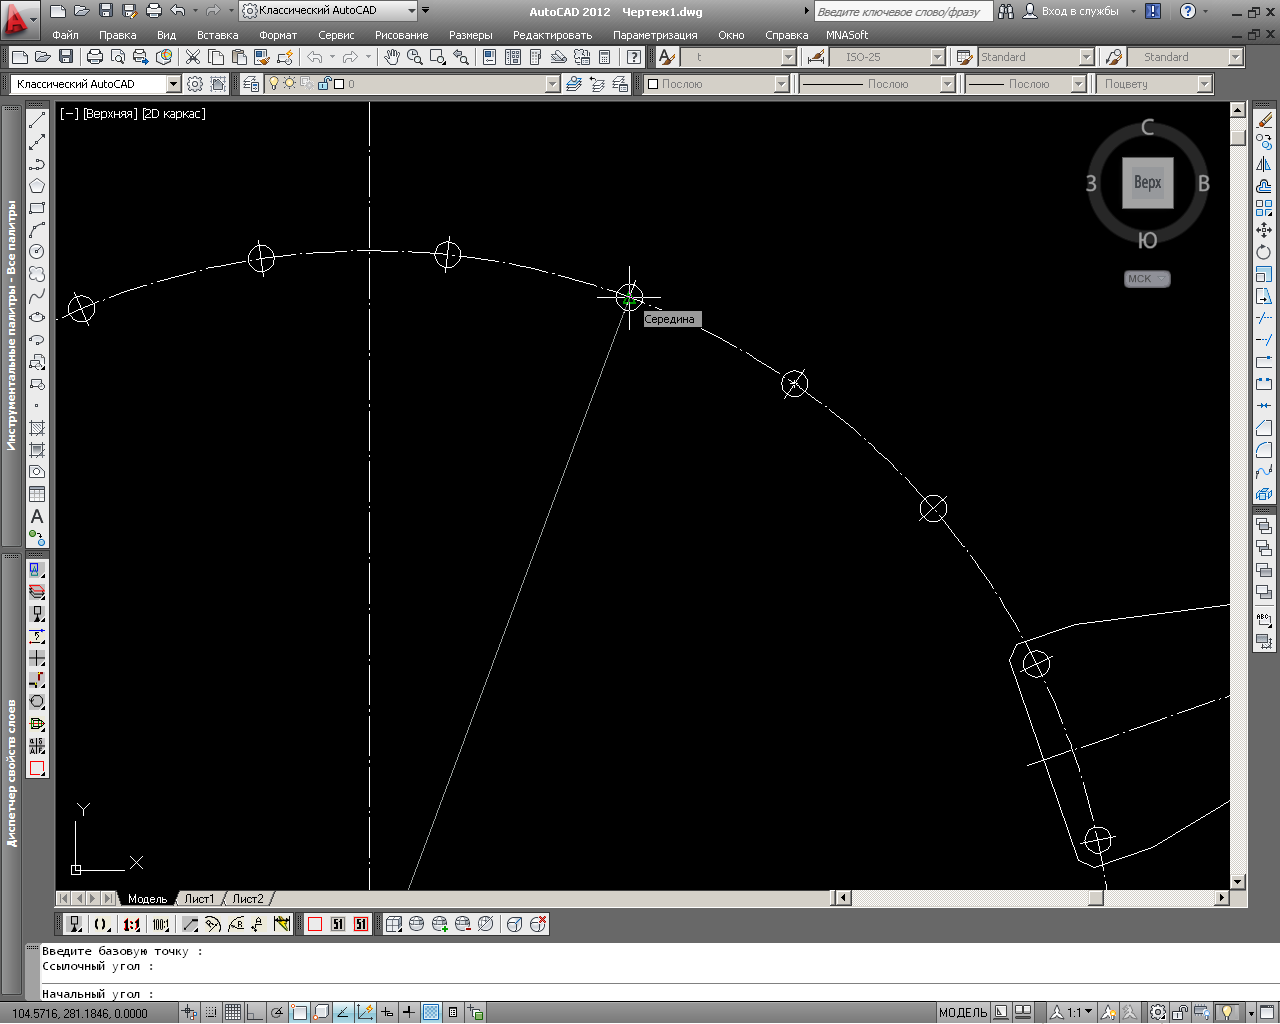 Классический AutoCAD
AutoCAD 2012 Чертеж1.dwg
Введите ключевое слово/фразу
Вход в службы
Файл Правка Вид Вставка Формат Сервис Рисование Размеры Редактировать Параметризация Окно Справка MNASoft
t
ISO-25
Standard
Standard
Классический AutoCAD
0
Послою
Послою
Послою
Поцвету
[−] [Верхняя] [2D каркас]
С
З
Верх
В
Ю
МСК
Середина
Инструментальные палитры - Все палитры
Диспетчер свойств слоев
Y
X
Модель Лист1 Лист2
Введите базовую точку :
Ссылочный угол :
Начальный угол :
104.5716, 281.1846, 0.0000
МОДЕЛЬ
1:1